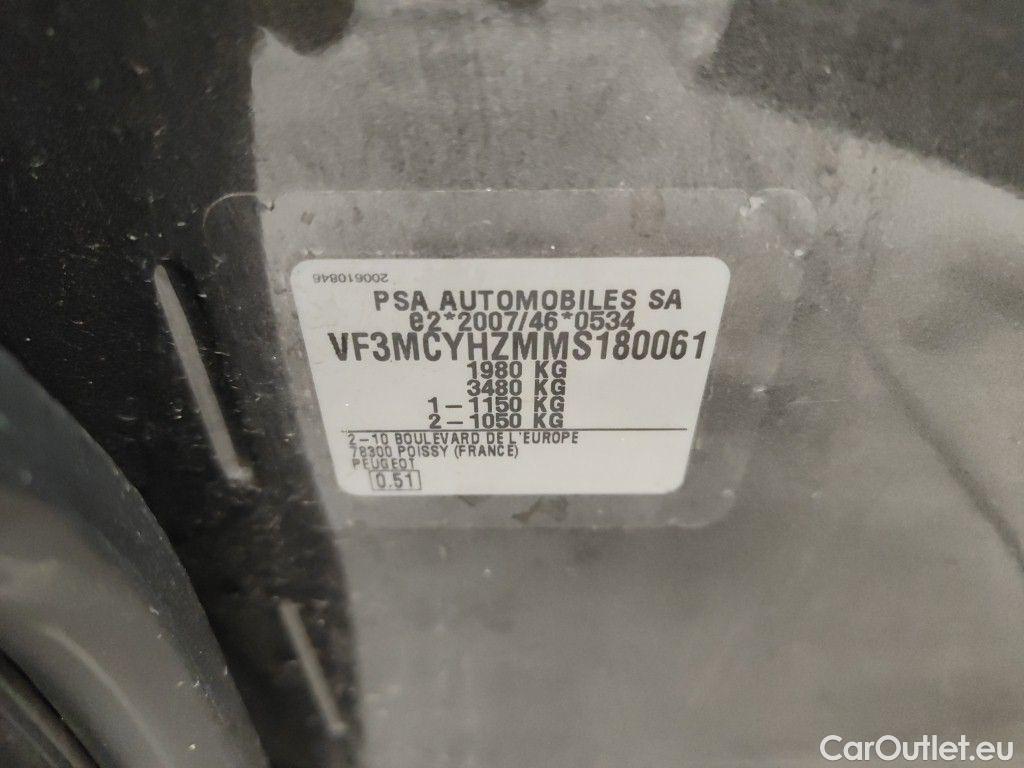 200610846
PSA AUTOMOBILES SA
e2*2007/46*0534
VF3MCYHZMMS180061
1980 KG
3480 KG
1-1150 KG
2-1050 KG
2-10 BOULEVARD DE L'EUROPE
78300 POISSY (FRANCE)
PEUGEOT
0.51
CarOutlet.eu